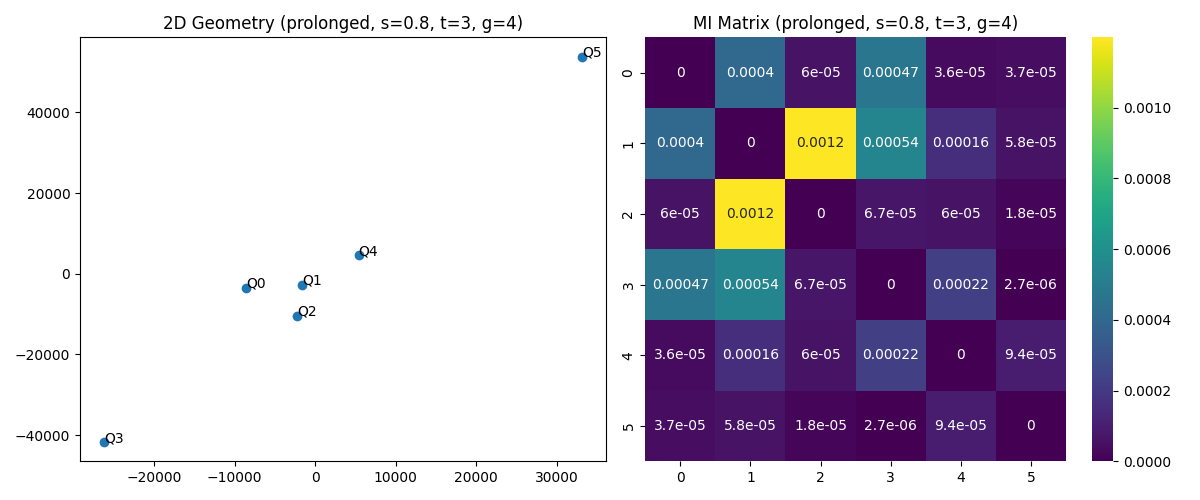 2D Geometry (prolonged, s=0.8, t=3, g=4)
Q5
40000
20000
Q4
0
Q0
Q1
Q2
−20000
Q3
−40000
−20000 −10000 0 10000 20000 30000
MI Matrix (prolonged, s=0.8, t=3, g=4)
0 0 0.0004 6e-05 0.00047 3.6e-05 3.7e-05
1 0.0004 0 0.0012 0.00054 0.00016 5.8e-05
2 6e-05 0.0012 0 6.7e-05 6e-05 1.8e-05
3 0.00047 0.00054 6.7e-05 0 0.00022 2.7e-06
4 3.6e-05 0.00016 6e-05 0.00022 0 9.4e-05
5 3.7e-05 5.8e-05 1.8e-05 2.7e-06 9.4e-05 0
0 1 2 3 4 5
0.0010
0.0008
0.0006
0.0004
0.0002
0.0000